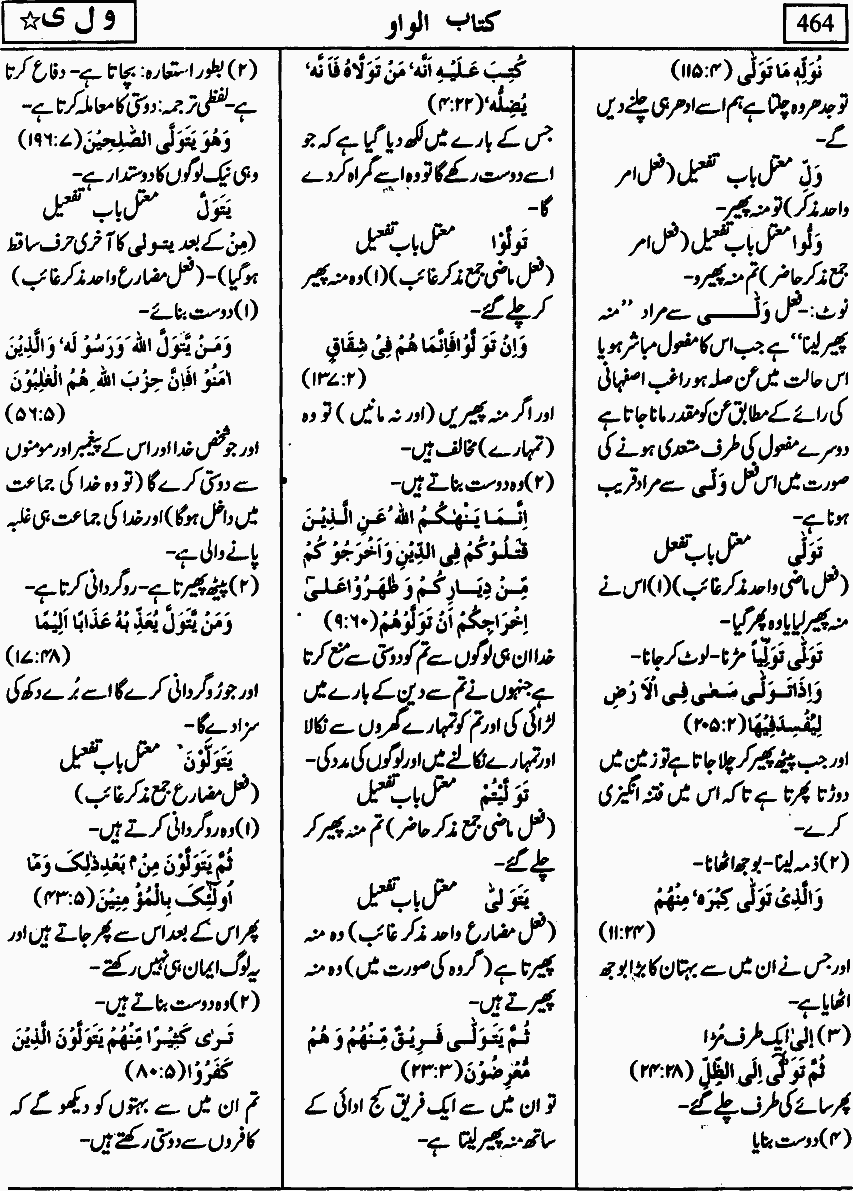 464
کتاب الواو
و ل ی ☆
نُوَلِّهٖ مَا تَوَلّٰى (۱۱۵:۴)
تو جدھر وہ چلتا ہے ہم اسے ادھر ہی چلنے دیں
گے۔
وَلِّ معتل باب تفعیل (فعل امر
واحد مذکر) تو منہ پھیر۔
وَلُّوا معتل باب تفعیل (فعل امر
جمع مذکر حاضر) تم منہ پھیرو۔
نوٹ:۔ فعل وَلّٰــــی سے مراد ”منہ
پھیر لینا“ ہے جب اس کا مفعول مباشر ہو یا
اس حالت میں عن صلہ ہو راغب اصفہانی
کی رائے کے مطابق عن کو مقدر مانا جاتا ہے
دوسرے مفعول کی طرف متعدی ہونے کی
صورت میں اس فعل وَلّٰی سے مراد قریب
ہونا ہے۔
تَوَلّٰى معتل باب تفعل
(فعل ماضی واحد مذکر غائب) (۱) اس نے
منہ پھیر لیا یا وہ پھر گیا۔
تَوَلّٰى تَوَلِّيًا مڑنا۔ لوٹ کر جانا۔
وَاِذَا تَوَلّٰى سَعٰى فِى الْاَرْضِ
لِيُفْسِدَ فِيْهَا (۲۰۵:۲)
اور جب پیٹھ پھیر کر چلا جاتا ہے تو زمین میں
دوڑتا پھرتا ہے تاکہ اس میں فتنہ انگیزی
کرے۔
(۲) ذمہ لینا۔ بوجھ اٹھانا۔
وَالَّذِىْ تَوَلّٰى كِبْرَهٗ مِنْهُمْ
(۱۱:۲۴)
اور جس نے ان میں سے بہتان کا بڑا بوجھ
اٹھایا ہے۔
(۳) اِلیٰ ایک طرف مڑا
ثُمَّ تَوَلّٰٓى اِلَى الظِّلِّ (۲۴:۲۸)
پھر سائے کی طرف چلے گئے۔
(۴) دوست بنایا
كُتِبَ عَلَيْهِ اَنَّهٗ مَنْ تَوَلَّاهُ فَاَنَّهٗ
يُضِلُّهٗ (۴:۲۲)
جس کے بارے میں لکھ دیا گیا ہے کہ جو
اسے دوست رکھے گا تو وہ اسے گمراہ کر دے
گا۔
تَوَلَّوْا معتل باب تفعیل
(فعل ماضی جمع مذکر غائب) (۱) وہ منہ پھیر
کر چلے گئے۔
وَاِنْ تَوَلَّوْا فَاِنَّمَا هُمْ فِىْ شِقَاقٍ
(۱۳۷:۲)
اور اگر منہ پھیریں (اور نہ مانیں) تو وہ
(تمہارے) مخالف ہیں۔
(۲) وہ دوست بناتے ہیں۔
اِنَّمَا يَنْهٰىكُمُ اللّٰهُ عَنِ الَّذِيْنَ
قٰتَلُوْكُمْ فِى الدِّيْنِ وَاَخْرَجُوْكُمْ
مِّنْ دِيَارِكُمْ وَ ظٰهَرُوْا عَلٰٓى
اِخْرَاجِكُمْ اَنْ تَوَلَّوْهُمْ (۹:۶۰)
خدا ان ہی لوگوں سے تم کو دوستی سے منع کرتا
ہے جنہوں نے تم سے دین کے بارے میں
لڑائی کی اور تم کو تمہارے گھروں سے نکالا
اور تمہارے نکالنے میں اور لوگوں کی مدد کی۔
تَوَلَّيْتُمْ معتل باب تفعیل
(فعل ماضی جمع مذکر حاضر) تم منہ پھیر کر
چلے گئے۔
يَتَوَلّٰى معتل باب تفعیل
(فعل مضارع واحد مذکر غائب) وہ منہ
پھیرتا ہے (گروہ کی صورت میں) وہ منہ
پھیرتے ہیں۔
ثُمَّ يَتَوَلّٰى فَرِيْقٌ مِّنْهُمْ وَ هُمْ
مُّعْرِضُوْنَ (۲۳:۳)
تو ان میں سے ایک فریق کج ادائی کے
ساتھ منہ پھیر لیتا ہے۔
(۲) بطور استعارہ: بچاتا ہے۔ دفاع کرتا
ہے۔ لفظی ترجمہ: دوستی کا معاملہ کرتا ہے۔
وَهُوَ يَتَوَلَّى الصّٰلِحِيْنَ (۱۹۶:۷)
وہی نیک لوگوں کا دوستدار ہے۔
يَتَوَلَّ معتل باب تفعیل
(مِنْ کے بعد یتولی کا آخری حرف ساقط
ہو گیا)۔ (فعل مضارع واحد مذکر غائب)
(۱) دوست بنائے۔
وَمَنْ يَّتَوَلَّ اللّٰهَ وَرَسُوْلَهٗ وَالَّذِيْنَ
اٰمَنُوْا فَاِنَّ حِزْبَ اللّٰهِ هُمُ الْغٰلِبُوْنَ
(۵۶:۵)
اور جو شخص خدا اور اس کے پیغمبر اور مومنوں
سے دوستی کرے گا (تو وہ خدا کی جماعت
میں داخل ہو گا) اور خدا کی جماعت ہی غلبہ
پانے والی ہے۔
(۲) پیٹھ پھیرتا ہے۔ روگردانی کرتا ہے۔
وَمَنْ يَّتَوَلَّ يُعَذِّبْهُ عَذَابًا اَلِيْمًا
(۱۷:۴۸)
اور جو رُوگردانی کرے گا اسے بُرے دکھ کی
سزا دے گا۔
يَتَوَلَّوْنَ معتل باب تفعیل
(فعل مضارع جمع مذکر غائب)
(۱) وہ روگردانی کرتے ہیں۔
ثُمَّ يَتَوَلَّوْنَ مِنْۢ بَعْدِ ذٰلِكَ وَمَآ
اُولٰٓئِكَ بِالْمُؤْمِنِيْنَ (۴۳:۵)
پھر اس کے بعد اس سے پھر جاتے ہیں اور
یہ لوگ ایمان ہی نہیں رکھتے۔
(۲) وہ دوست بناتے ہیں۔
تَرٰى كَثِيْرًا مِّنْهُمْ يَتَوَلَّوْنَ الَّذِيْنَ
كَفَرُوْا (۸۰:۵)
تم ان میں سے بہتوں کو دیکھو گے کہ
کافروں سے دوستی رکھتے ہیں۔